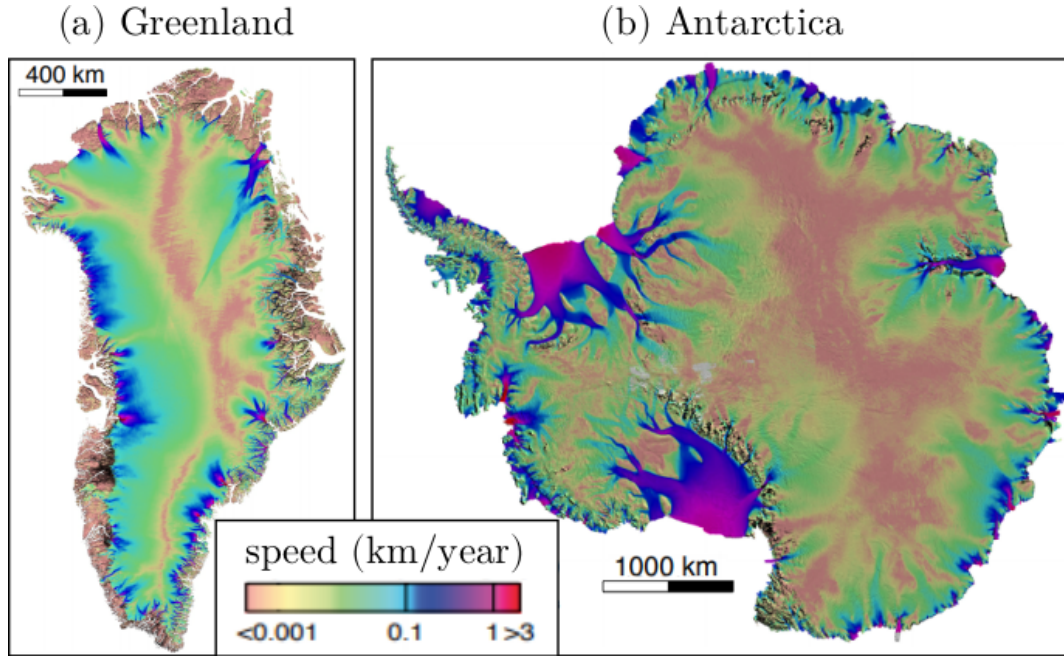 (a) Greenland
(b) Antarctica
400 km
speed (km/year)
<0.001 0.1 1 >3
1000 km